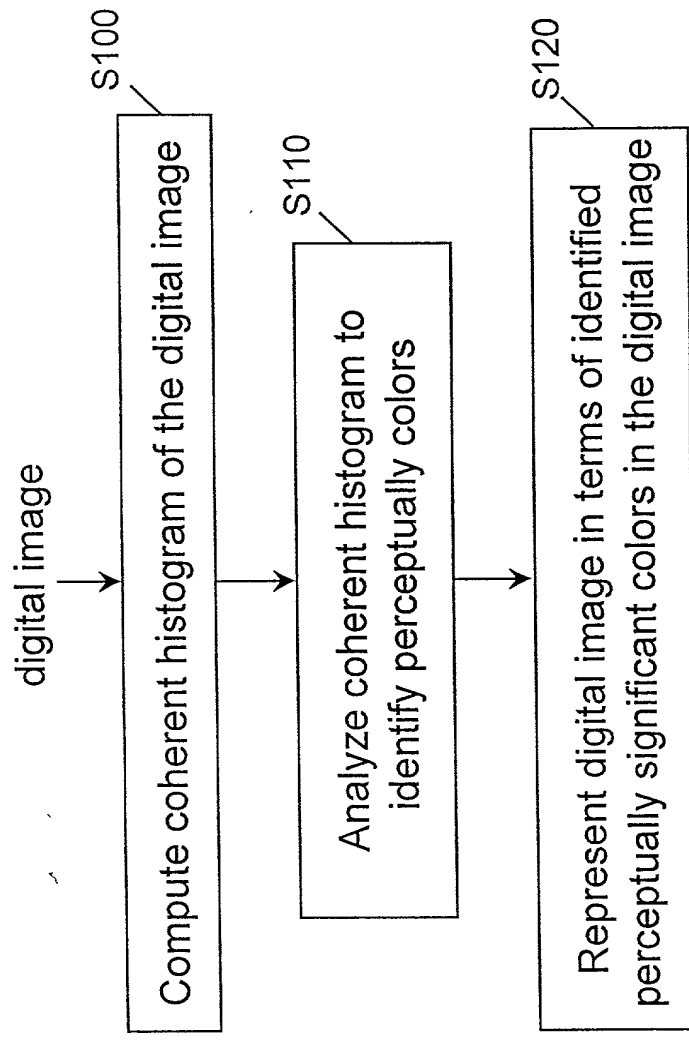 digital image
S100
Compute coherent histogram of the digital image
S110
Analyze coherent histogram to
identify perceptually colors
S120
Represent digital image in terms of identified
perceptually significant colors in the digital image